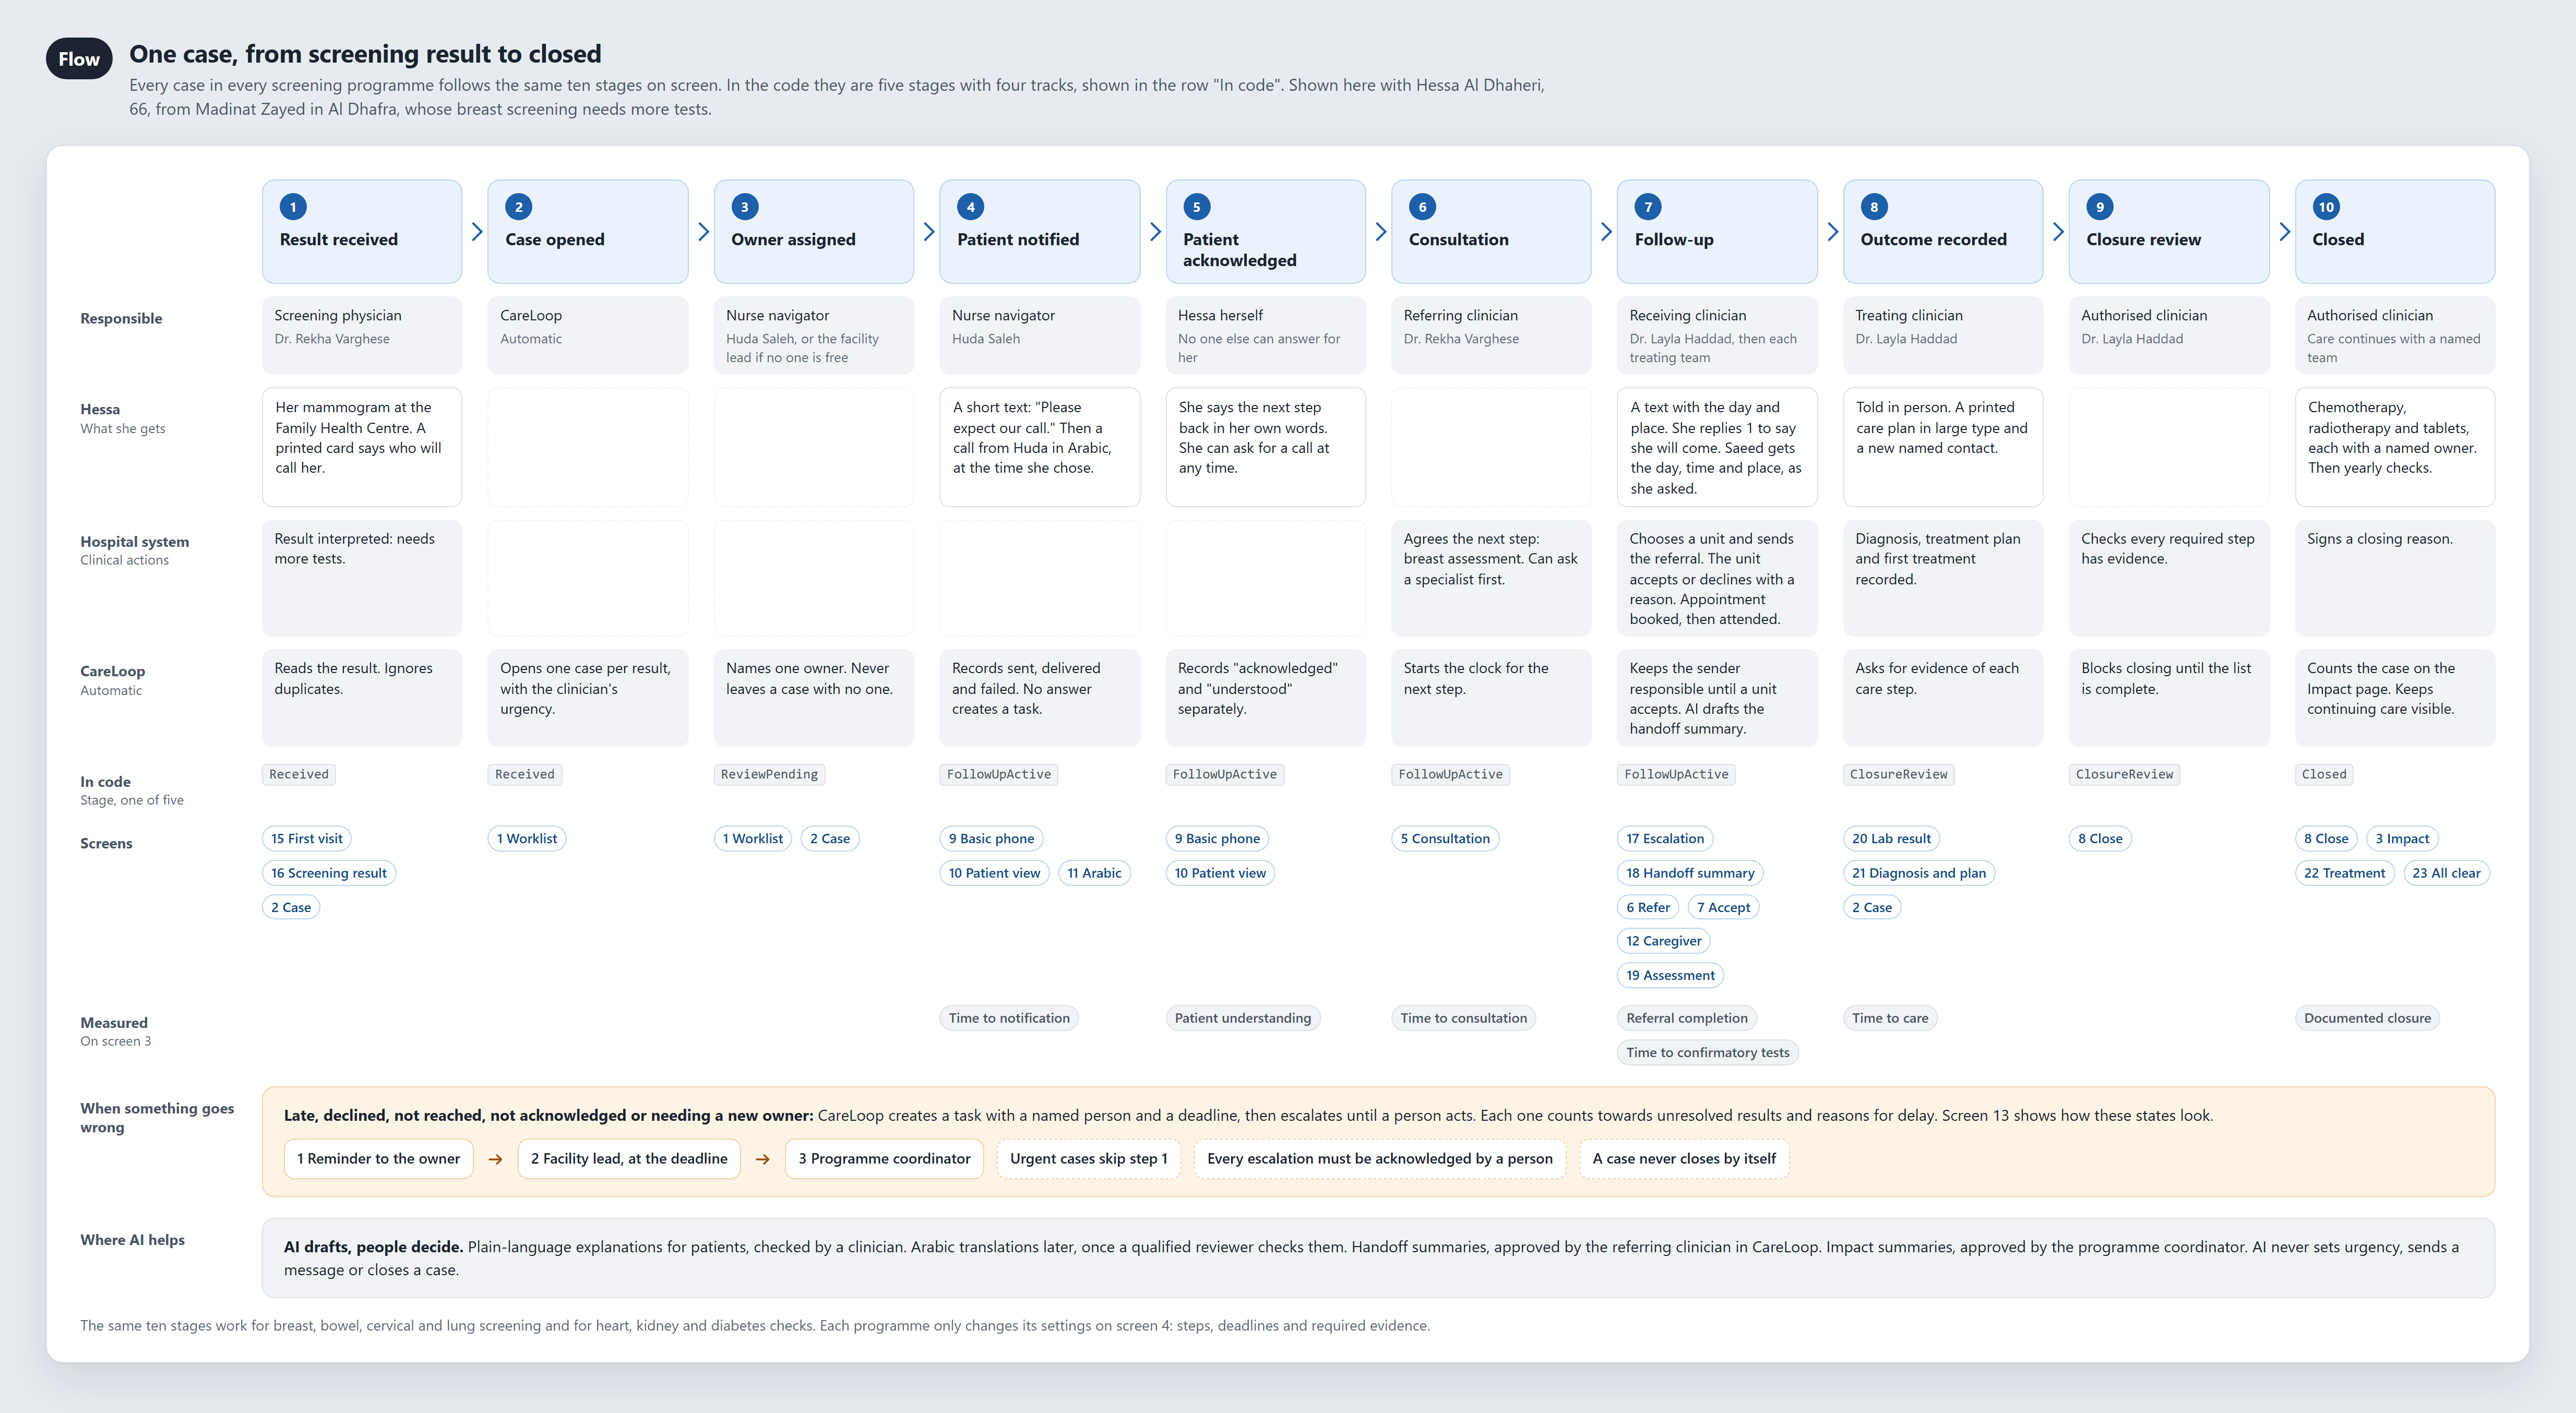 Flow
One case, from screening result to closed
Every case in every screening programme follows the same ten stages on screen. In the code they are five stages with four tracks, shown in the row "In code". Shown here with Hessa Al Dhaheri,
66, from Madinat Zayed in Al Dhafra, whose breast screening needs more tests.
1
Result received
2
Case opened
3
Owner assigned
4
Patient notified
5
Patient
acknowledged
6
Consultation
7
Follow-up
8
Outcome recorded
9
Closure review
10
Closed
Responsible
Screening physician
Dr. Rekha Varghese
CareLoop
Automatic
Nurse navigator
Huda Saleh, or the facility
lead if no one is free
Nurse navigator
Huda Saleh
Hessa herself
No one else can answer for
her
Referring clinician
Dr. Rekha Varghese
Receiving clinician
Dr. Layla Haddad, then each
treating team
Treating clinician
Dr. Layla Haddad
Authorised clinician
Dr. Layla Haddad
Authorised clinician
Care continues with a named
team
Hessa
What she gets
Her mammogram at the
Family Health Centre. A
printed card says who will
call her.
A short text: "Please
expect our call." Then a
call from Huda in Arabic,
at the time she chose.
She says the next step
back in her own words.
She can ask for a call at
any time.
A text with the day and
place. She replies 1 to say
she will come. Saeed gets
the day, time and place, as
she asked.
Told in person. A printed
care plan in large type and
a new named contact.
Chemotherapy,
radiotherapy and tablets,
each with a named owner.
Then yearly checks.
Hospital system
Clinical actions
Result interpreted: needs
more tests.
Agrees the next step:
breast assessment. Can ask
a specialist first.
Chooses a unit and sends
the referral. The unit
accepts or declines with a
reason. Appointment
booked, then attended.
Diagnosis, treatment plan
and first treatment
recorded.
Checks every required step
has evidence.
Signs a closing reason.
CareLoop
Automatic
Reads the result. Ignores
duplicates.
Opens one case per result,
with the clinician's
urgency.
Names one owner. Never
leaves a case with no one.
Records sent, delivered
and failed. No answer
creates a task.
Records "acknowledged"
and "understood"
separately.
Starts the clock for the
next step.
Keeps the sender
responsible until a unit
accepts. AI drafts the
handoff summary.
Asks for evidence of each
care step.
Blocks closing until the list
is complete.
Counts the case on the
Impact page. Keeps
continuing care visible.
In code
Stage, one of five
Received
Received
ReviewPending
FollowUpActive
FollowUpActive
FollowUpActive
FollowUpActive
ClosureReview
ClosureReview
Closed
Screens
15 First visit
16 Screening result
2 Case
1 Worklist
1 Worklist 2 Case
9 Basic phone
10 Patient view 11 Arabic
9 Basic phone
10 Patient view
5 Consultation
17 Escalation
18 Handoff summary
6 Refer 7 Accept
12 Caregiver
19 Assessment
20 Lab result
21 Diagnosis and plan
2 Case
8 Close
8 Close 3 Impact
22 Treatment 23 All clear
Measured
On screen 3
Time to notification
Patient understanding
Time to consultation
Referral completion
Time to confirmatory tests
Time to care
Documented closure
When something goes
wrong
Late, declined, not reached, not acknowledged or needing a new owner: CareLoop creates a task with a named person and a deadline, then escalates until a person acts. Each one counts towards unresolved results and reasons for delay. Screen 13 shows how these states look.
1 Reminder to the owner → 2 Facility lead, at the deadline → 3 Programme coordinator Urgent cases skip step 1 Every escalation must be acknowledged by a person A case never closes by itself
Where AI helps
AI drafts, people decide. Plain-language explanations for patients, checked by a clinician. Arabic translations later, once a qualified reviewer checks them. Handoff summaries, approved by the referring clinician in CareLoop. Impact summaries, approved by the programme coordinator. AI never sets urgency, sends a
message or closes a case.
The same ten stages work for breast, bowel, cervical and lung screening and for heart, kidney and diabetes checks. Each programme only changes its settings on screen 4: steps, deadlines and required evidence.